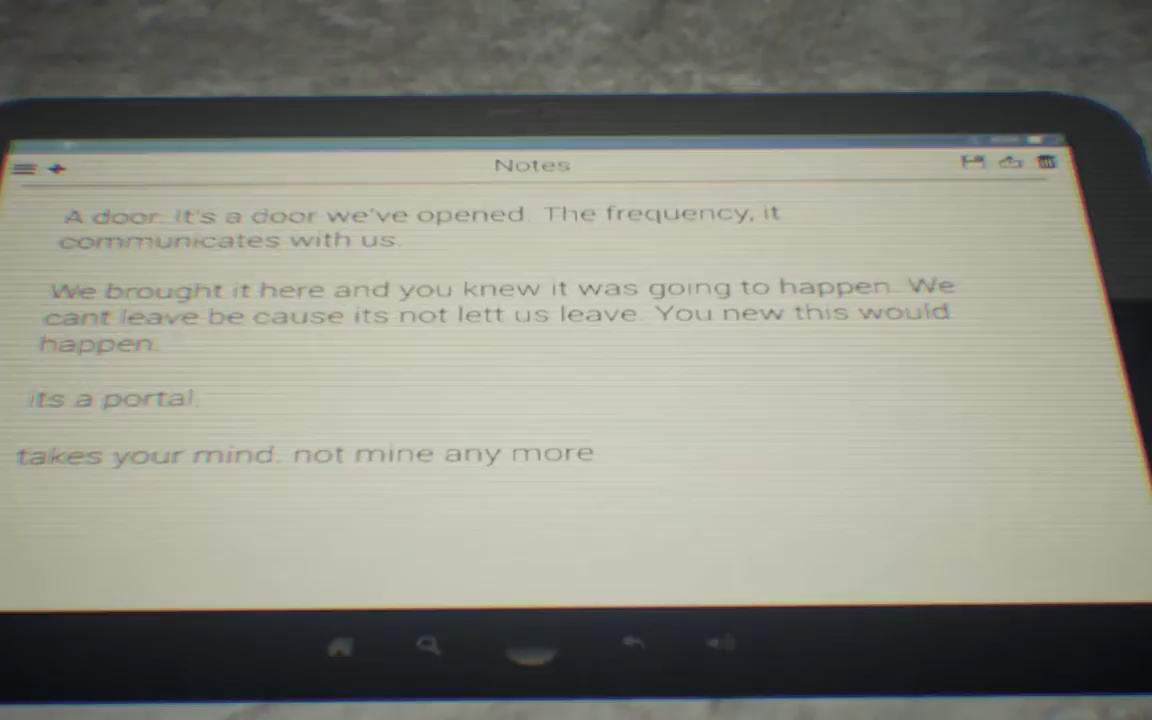 Notes
A door. It's a door we've opened. The frequency, it
communicates with us.
We brought it here and you knew it was going to happen. We
cant leave be cause its not lett us leave. You new this would
happen.
its a portal.
takes your mind. not mine any more